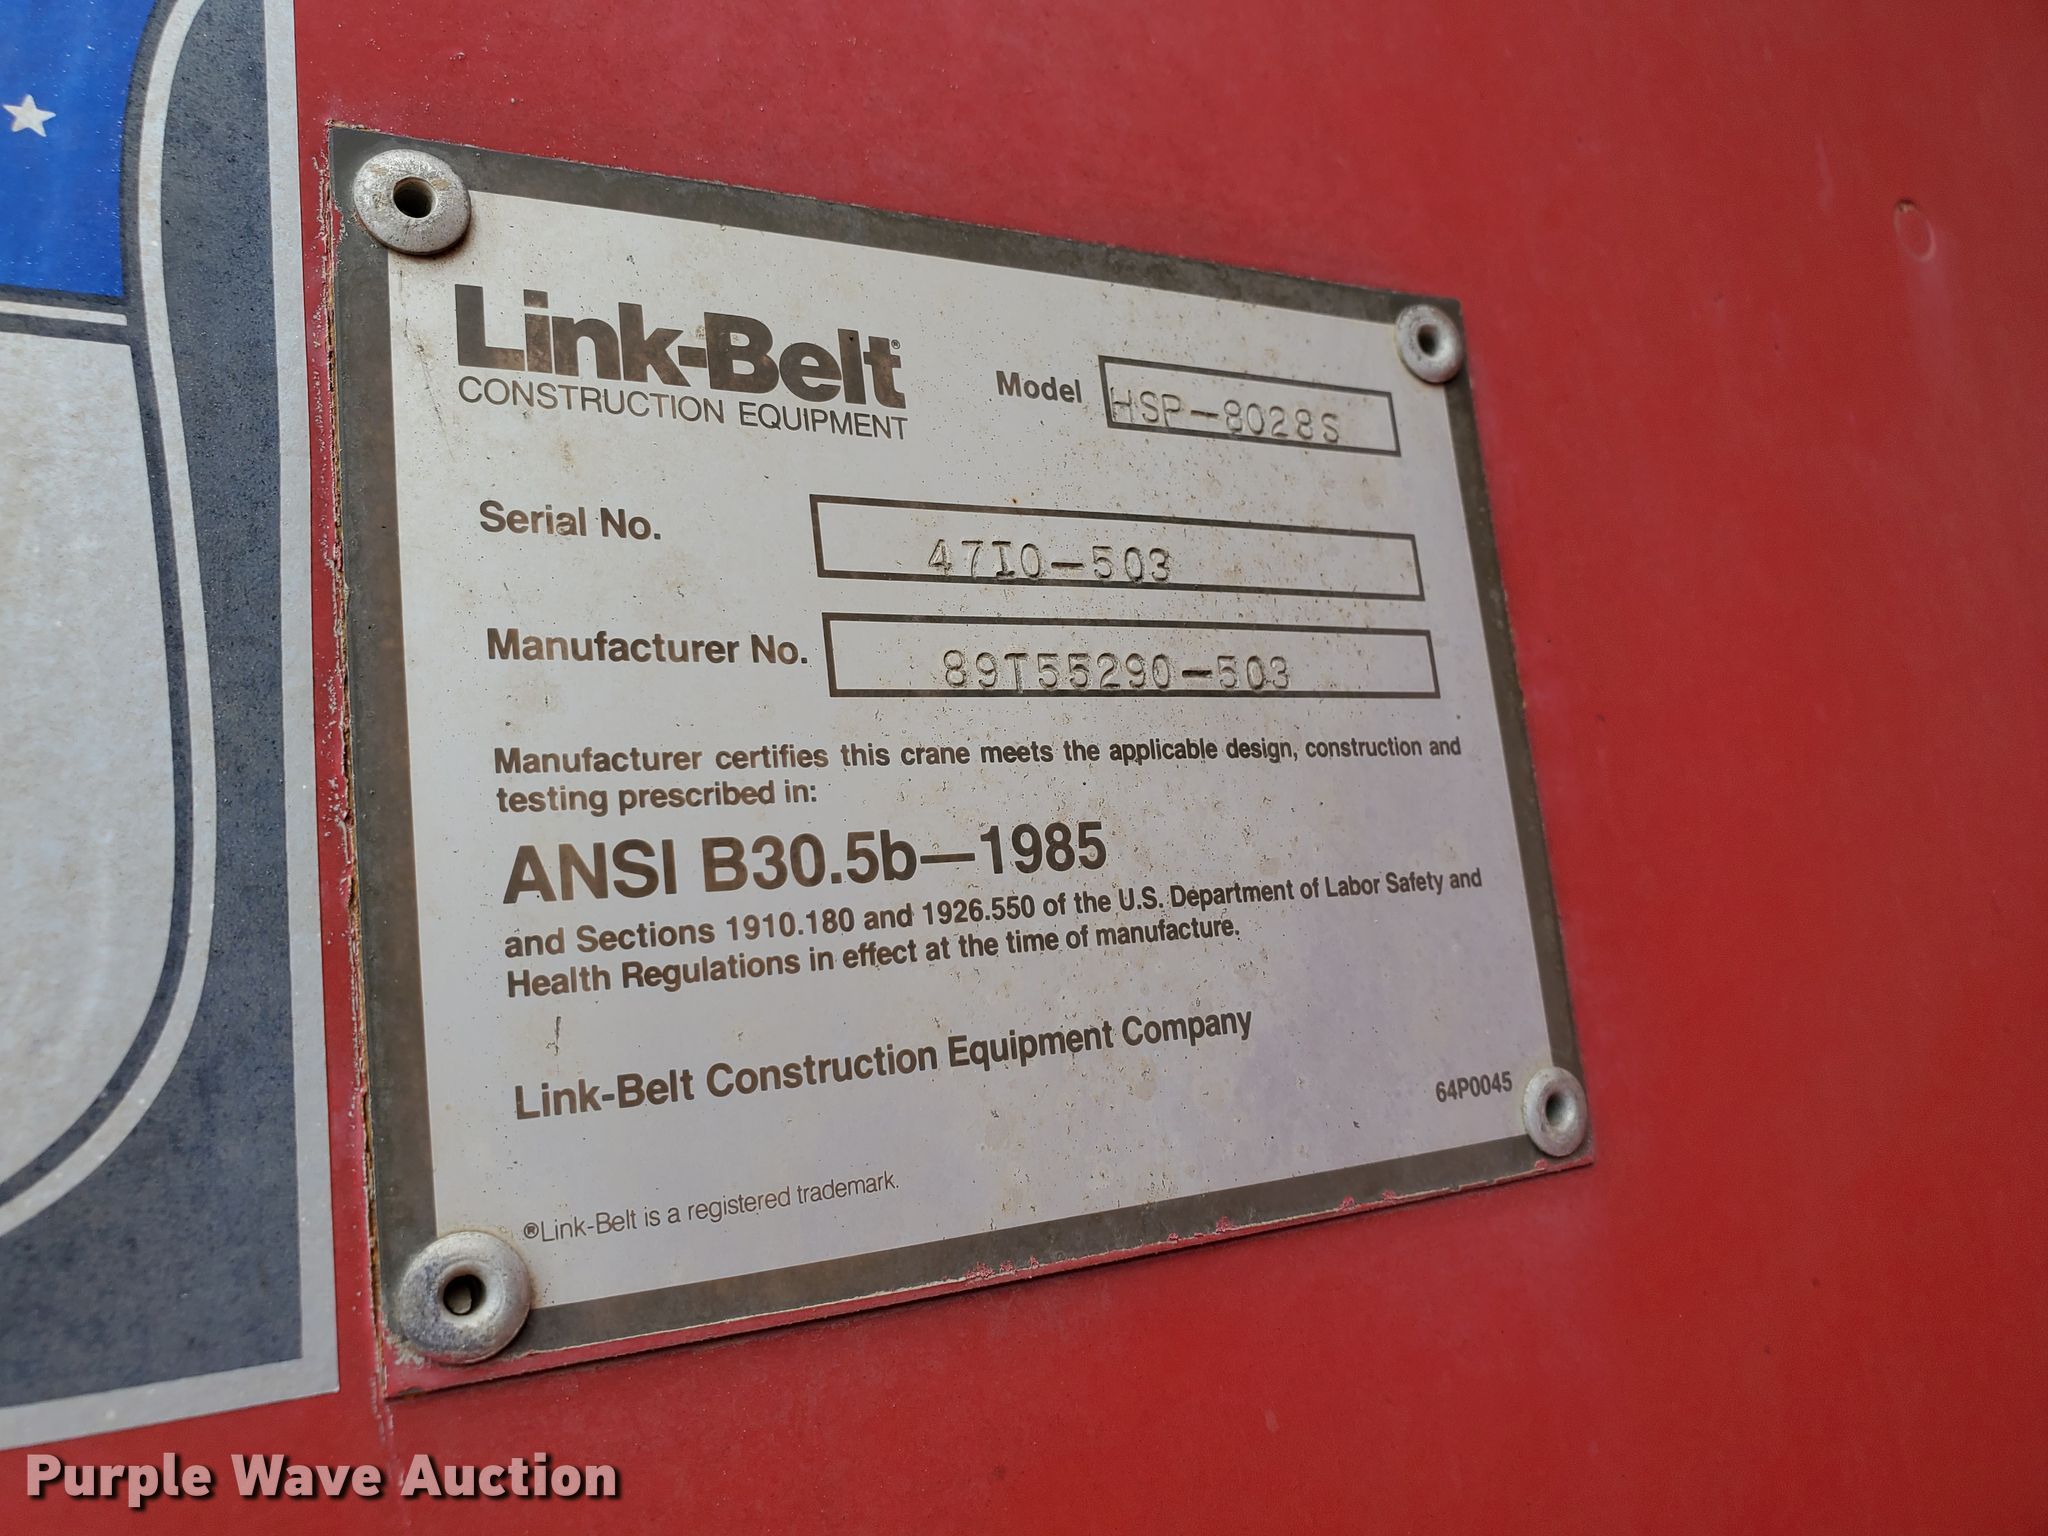 Link-Belt®
CONSTRUCTION EQUIPMENT
Model HSP-8028S
Serial No. 47I0-503
Manufacturer No. 89T55290-503
Manufacturer certifies this crane meets the applicable design, construction and
testing prescribed in:
ANSI B30.5b—1985
and Sections 1910.180 and 1926.550 of the U.S. Department of Labor Safety and
Health Regulations in effect at the time of manufacture.
Link-Belt Construction Equipment Company
64P0045
®Link-Belt is a registered trademark.
Purple Wave Auction